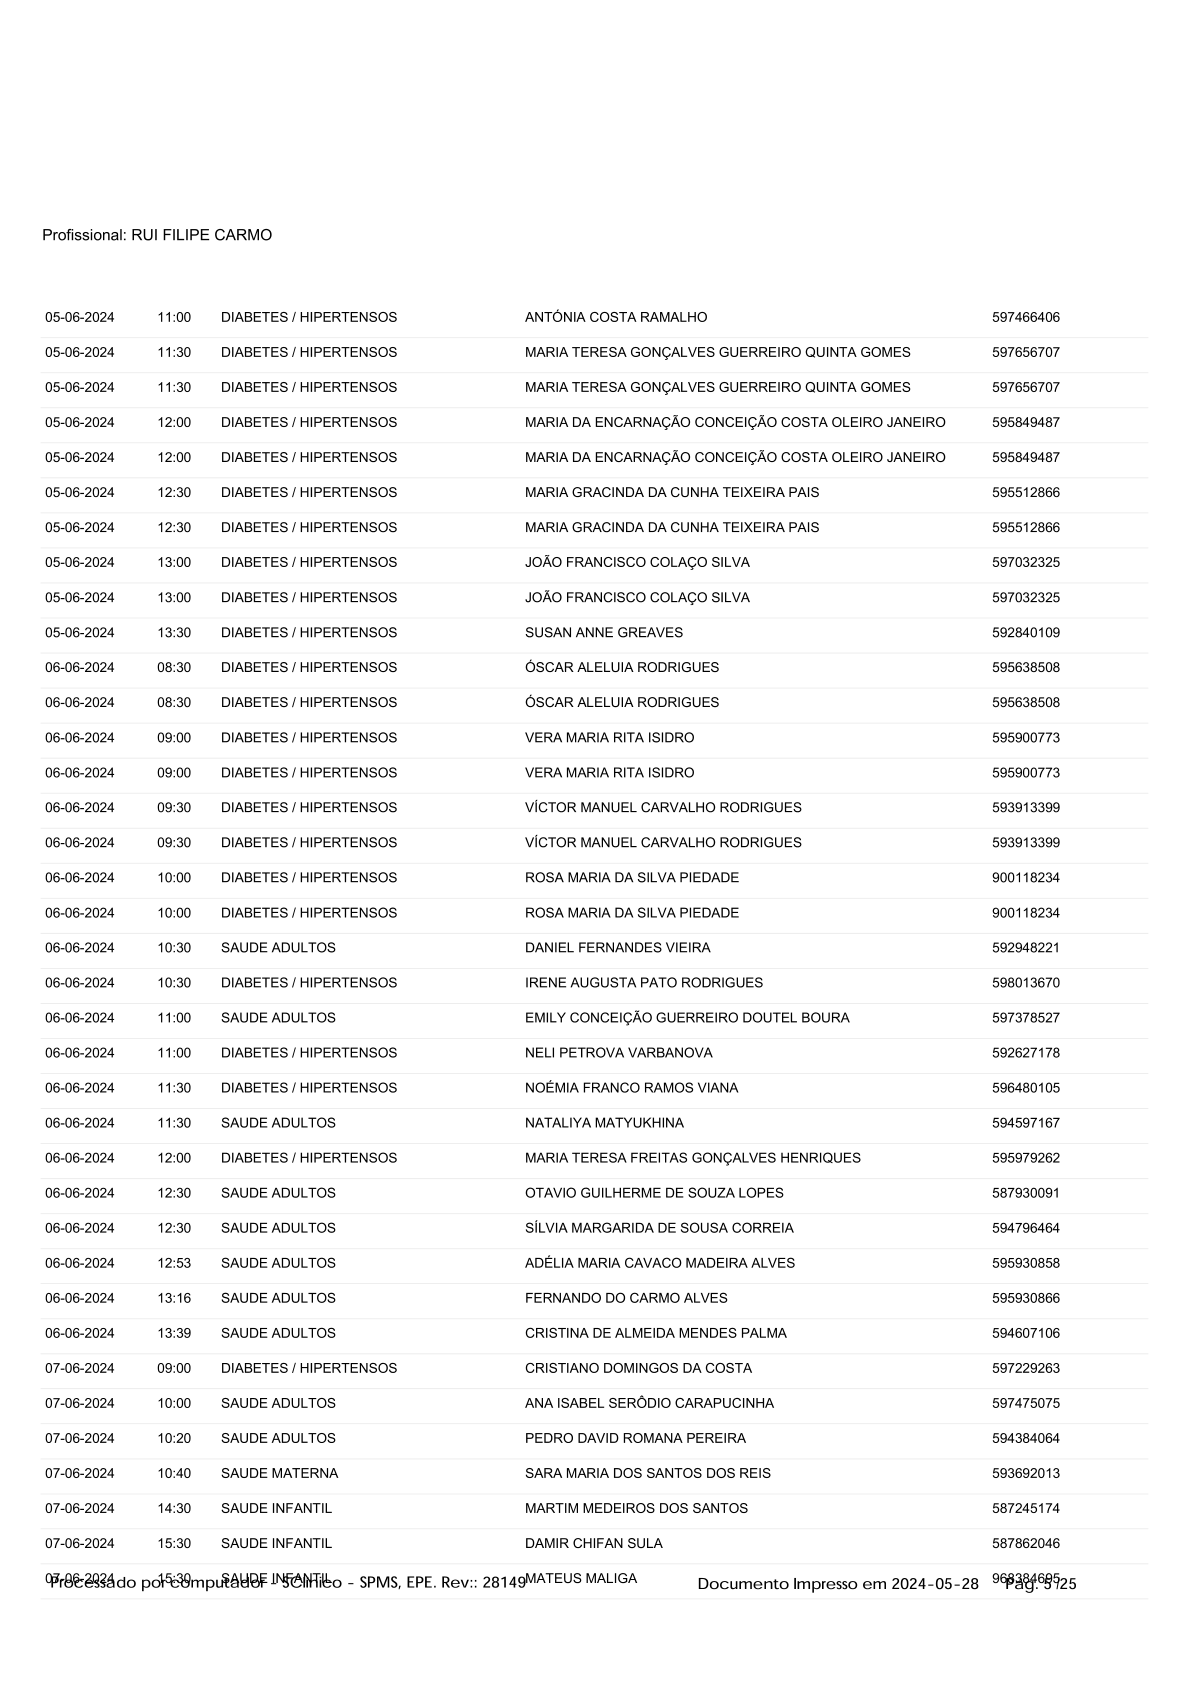 Profissional: RUI FILIPE CARMO
05-06-2024 11:00 DIABETES / HIPERTENSOS ANTÓNIA COSTA RAMALHO 597466406
05-06-2024 11:30 DIABETES / HIPERTENSOS MARIA TERESA GONÇALVES GUERREIRO QUINTA GOMES 597656707
05-06-2024 11:30 DIABETES / HIPERTENSOS MARIA TERESA GONÇALVES GUERREIRO QUINTA GOMES 597656707
05-06-2024 12:00 DIABETES / HIPERTENSOS MARIA DA ENCARNAÇÃO CONCEIÇÃO COSTA OLEIRO JANEIRO 595849487
05-06-2024 12:00 DIABETES / HIPERTENSOS MARIA DA ENCARNAÇÃO CONCEIÇÃO COSTA OLEIRO JANEIRO 595849487
05-06-2024 12:30 DIABETES / HIPERTENSOS MARIA GRACINDA DA CUNHA TEIXEIRA PAIS 595512866
05-06-2024 12:30 DIABETES / HIPERTENSOS MARIA GRACINDA DA CUNHA TEIXEIRA PAIS 595512866
05-06-2024 13:00 DIABETES / HIPERTENSOS JOÃO FRANCISCO COLAÇO SILVA 597032325
05-06-2024 13:00 DIABETES / HIPERTENSOS JOÃO FRANCISCO COLAÇO SILVA 597032325
05-06-2024 13:30 DIABETES / HIPERTENSOS SUSAN ANNE GREAVES 592840109
06-06-2024 08:30 DIABETES / HIPERTENSOS ÓSCAR ALELUIA RODRIGUES 595638508
06-06-2024 08:30 DIABETES / HIPERTENSOS ÓSCAR ALELUIA RODRIGUES 595638508
06-06-2024 09:00 DIABETES / HIPERTENSOS VERA MARIA RITA ISIDRO 595900773
06-06-2024 09:00 DIABETES / HIPERTENSOS VERA MARIA RITA ISIDRO 595900773
06-06-2024 09:30 DIABETES / HIPERTENSOS VÍCTOR MANUEL CARVALHO RODRIGUES 593913399
06-06-2024 09:30 DIABETES / HIPERTENSOS VÍCTOR MANUEL CARVALHO RODRIGUES 593913399
06-06-2024 10:00 DIABETES / HIPERTENSOS ROSA MARIA DA SILVA PIEDADE 900118234
06-06-2024 10:00 DIABETES / HIPERTENSOS ROSA MARIA DA SILVA PIEDADE 900118234
06-06-2024 10:30 SAUDE ADULTOS DANIEL FERNANDES VIEIRA 592948221
06-06-2024 10:30 DIABETES / HIPERTENSOS IRENE AUGUSTA PATO RODRIGUES 598013670
06-06-2024 11:00 SAUDE ADULTOS EMILY CONCEIÇÃO GUERREIRO DOUTEL BOURA 597378527
06-06-2024 11:00 DIABETES / HIPERTENSOS NELI PETROVA VARBANOVA 592627178
06-06-2024 11:30 DIABETES / HIPERTENSOS NOÉMIA FRANCO RAMOS VIANA 596480105
06-06-2024 11:30 SAUDE ADULTOS NATALIYA MATYUKHINA 594597167
06-06-2024 12:00 DIABETES / HIPERTENSOS MARIA TERESA FREITAS GONÇALVES HENRIQUES 595979262
06-06-2024 12:30 SAUDE ADULTOS OTAVIO GUILHERME DE SOUZA LOPES 587930091
06-06-2024 12:30 SAUDE ADULTOS SÍLVIA MARGARIDA DE SOUSA CORREIA 594796464
06-06-2024 12:53 SAUDE ADULTOS ADÉLIA MARIA CAVACO MADEIRA ALVES 595930858
06-06-2024 13:16 SAUDE ADULTOS FERNANDO DO CARMO ALVES 595930866
06-06-2024 13:39 SAUDE ADULTOS CRISTINA DE ALMEIDA MENDES PALMA 594607106
07-06-2024 09:00 DIABETES / HIPERTENSOS CRISTIANO DOMINGOS DA COSTA 597229263
07-06-2024 10:00 SAUDE ADULTOS ANA ISABEL SERÔDIO CARAPUCINHA 597475075
07-06-2024 10:20 SAUDE ADULTOS PEDRO DAVID ROMANA PEREIRA 594384064
07-06-2024 10:40 SAUDE MATERNA SARA MARIA DOS SANTOS DOS REIS 593692013
07-06-2024 14:30 SAUDE INFANTIL MARTIM MEDEIROS DOS SANTOS 587245174
07-06-2024 15:30 SAUDE INFANTIL DAMIR CHIFAN SULA 587862046
07-06-2024 15:30 SAUDE INFANTIL MATEUS MALIGA 968384695
Processado por computador - SClínico - SPMS, EPE. Rev:: 28149 Documento Impresso em 2024-05-28 Pág. 5 /25